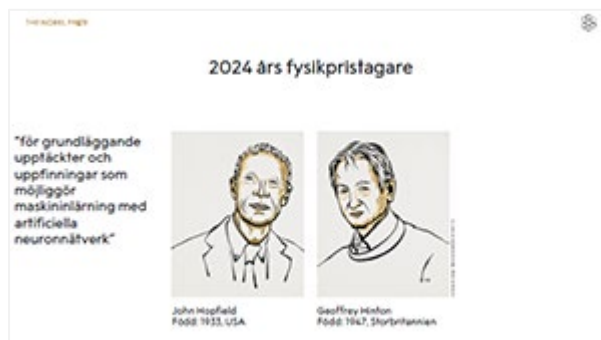 THE NOBEL PRIZE
2024 års fysikpristagare
"för grundläggande
upptäckter och
uppfinningar som
möjliggör
maskininlärning med
artificiella
neuronnätverk"
John Hopfield
Född: 1933, USA
Geoffrey Hinton
Född: 1947, Storbritannien